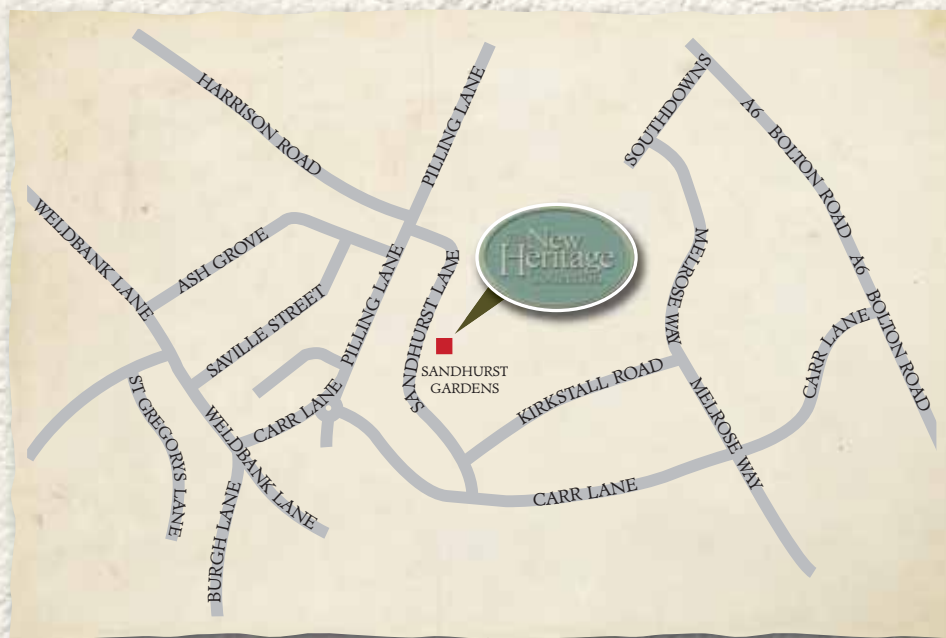 HARRISON ROAD
PILLING LANE
SOUTHDOWNS
A6 BOLTON ROAD
A6 BOLTON ROAD
WELDBANK LANE
ASH GROVE
SAVILLE STREET
PILLING LANE
SANDHURST LANE
New
Heritage
MELROSE WAY
SANDHURST
GARDENS
KIRKSTALL ROAD
CARR LANE
ST GREGORYS LANE
WELDBANK LANE
CARR LANE
MELROSE WAY
CARR LANE
BURGH LANE